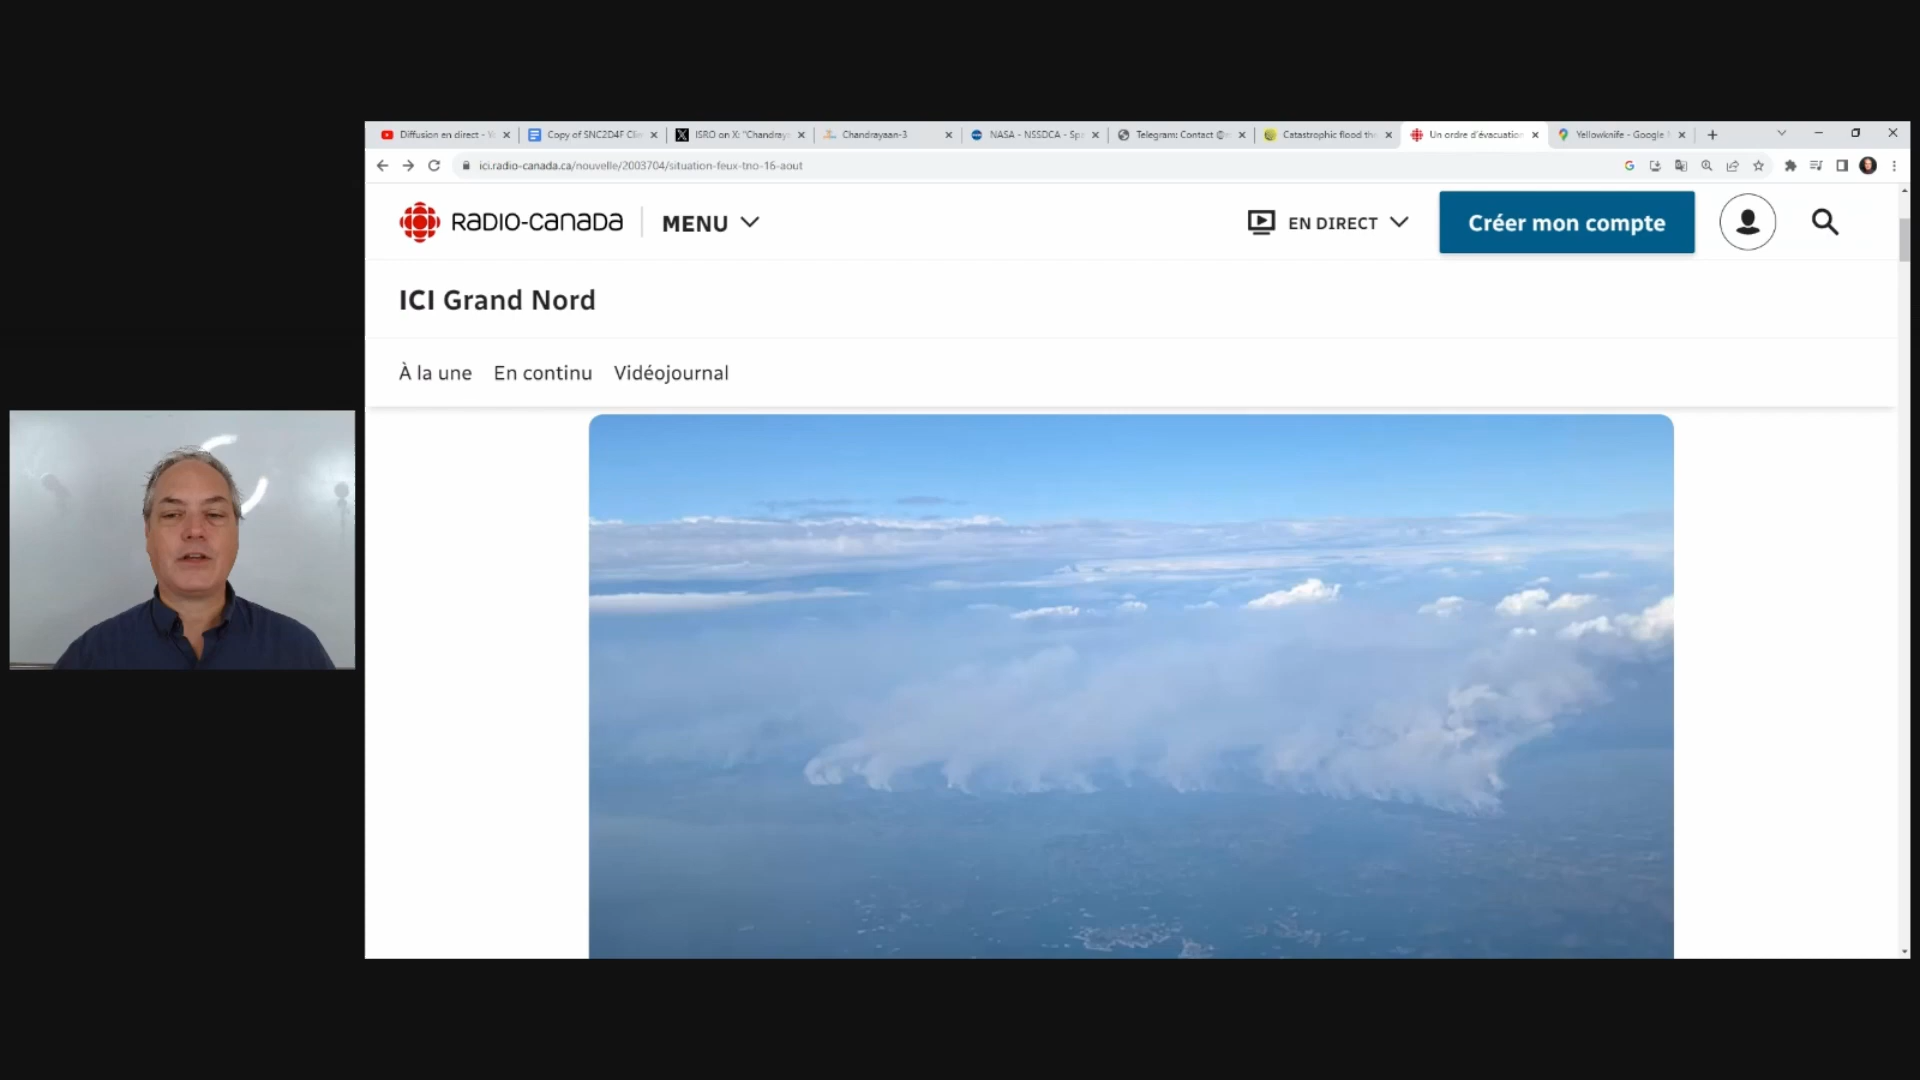 Diffusion en direct -
Copy of SNC2D4F
ISRO on X: "Chandray
Chandrayaan-3
NASA - NSSDCA - Spa
Telegram: Contact
Catastrophic flood
Un ordre d'évacuation
Yellowknife - Google
ici.radio-canada.ca/nouvelle/2003704/situation-feux-tno-16-aout
RADIO-CANADA
MENU
EN DIRECT
Créer mon compte
ICI Grand Nord
À la une
En continu
Vidéojournal